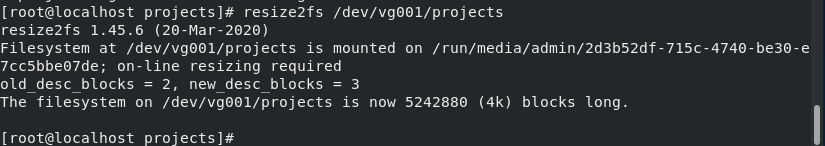 [root@localhost projects]# resize2fs /dev/vg001/projects
resize2fs 1.45.6 (20-Mar-2020)
Filesystem at /dev/vg001/projects is mounted on /run/media/admin/2d3b52df-715c-4740-be30-e
7cc5bbe07de; on-line resizing required
old_desc_blocks = 2, new_desc_blocks = 3
The filesystem on /dev/vg001/projects is now 5242880 (4k) blocks long.
[root@localhost projects]#